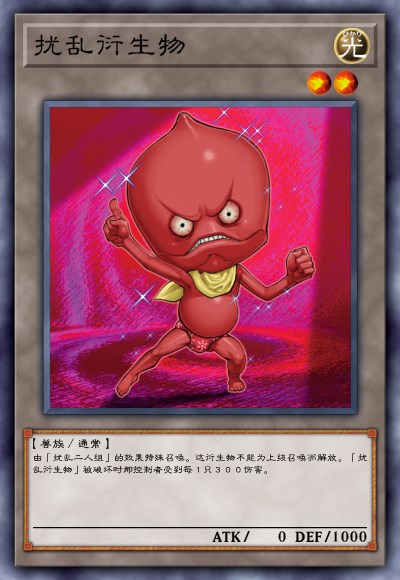 扰乱衍生物
ひかり
光
【兽族／通常】
由「扰乱三人组」的效果特殊召唤。这衍生物不能为上级召唤而解放。「扰
乱衍生物」被破坏时那控制者受到每１只３００伤害。
ATK/ 0 DEF/1000